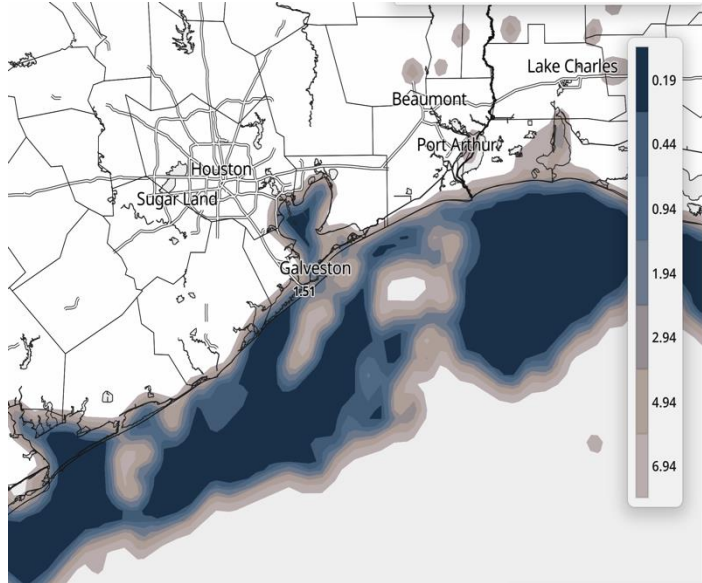 Lake Charles
Beaumont
Port Arthur
Houston
Sugar Land
Galveston
1.51
0.19
0.44
0.94
1.94
2.94
4.94
6.94